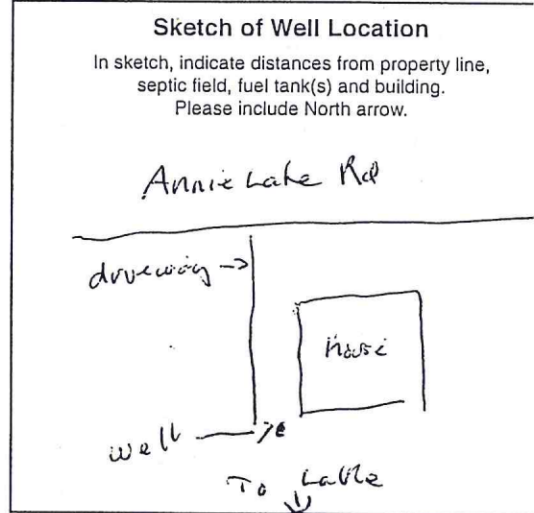 Sketch of Well Location
In sketch, indicate distances from property line,
septic field, fuel tank(s) and building.
Please include North arrow.
Annie Lake Rd
driveway →
house
well
To Lake